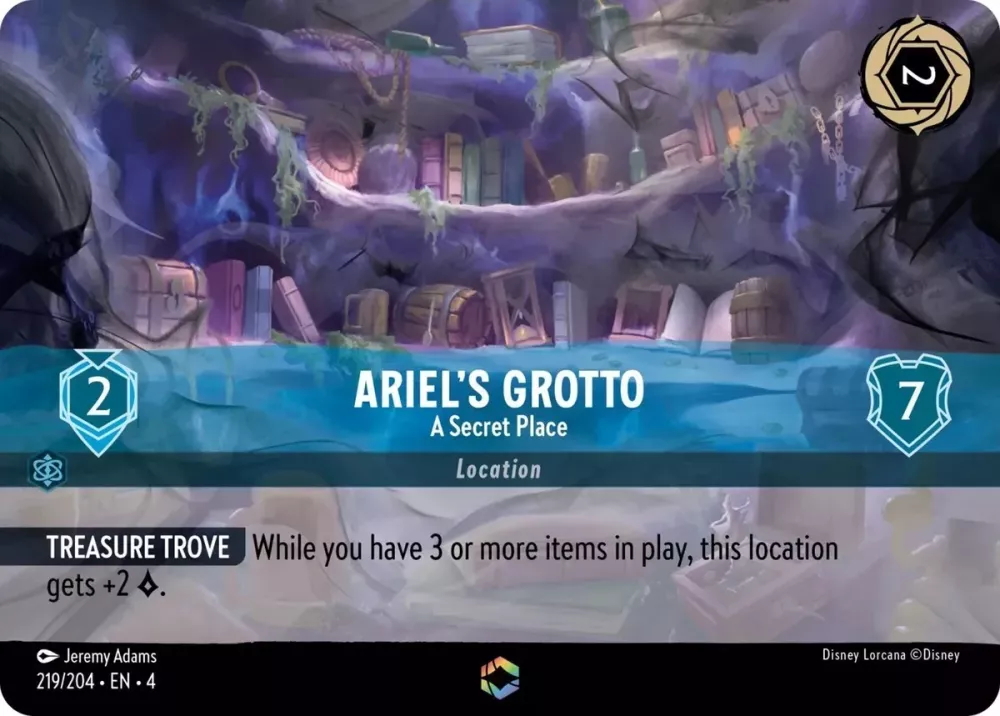 2
2
ARIEL'S GROTTO
7
A Secret Place
Location
TREASURE TROVE While you have 3 or more items in play, this location
gets +2 .
Jeremy Adams
Disney Lorcana ©Disney
219/204 • EN • 4